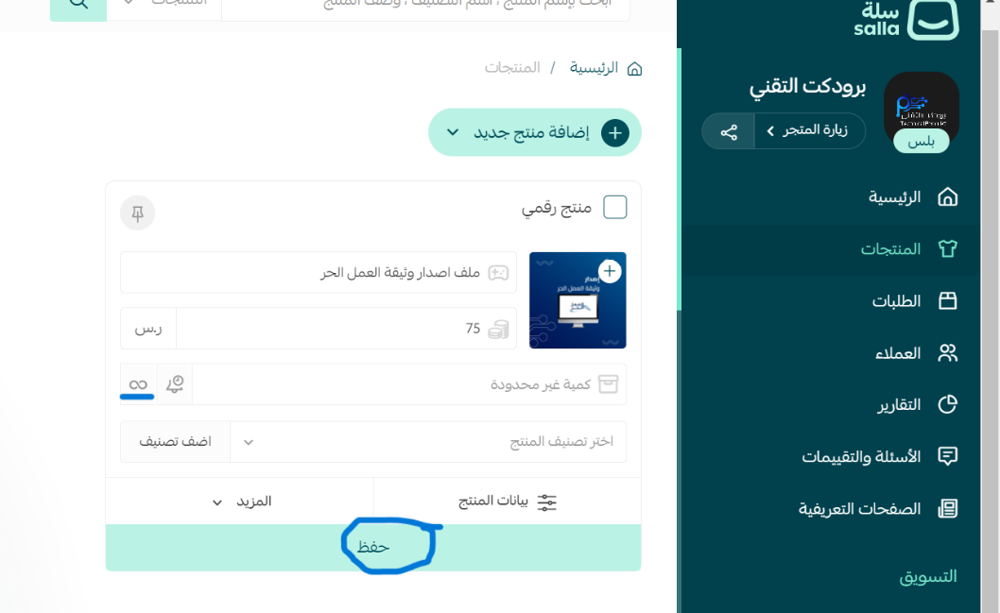 سلة
salla
برودكت التقني
زيارة المتجر
بلس
الرئيسية
المنتجات
الطلبات
العملاء
التقارير
الأسئلة والتقييمات
الصفحات التعريفية
التسويق
ابحث بإسم المنتج ، اسم التصنيف ، وصف المنتج
المنتجات
الرئيسية / المنتجات
إضافة منتج جديد
منتج رقمي
إصدار
وثيقة العمل الحر
ملف اصدار وثيقة العمل الحر
75 ر.س
كمية غير محدودة
اختر تصنيف المنتج
اضف تصنيف
بيانات المنتج
المزيد
حفظ